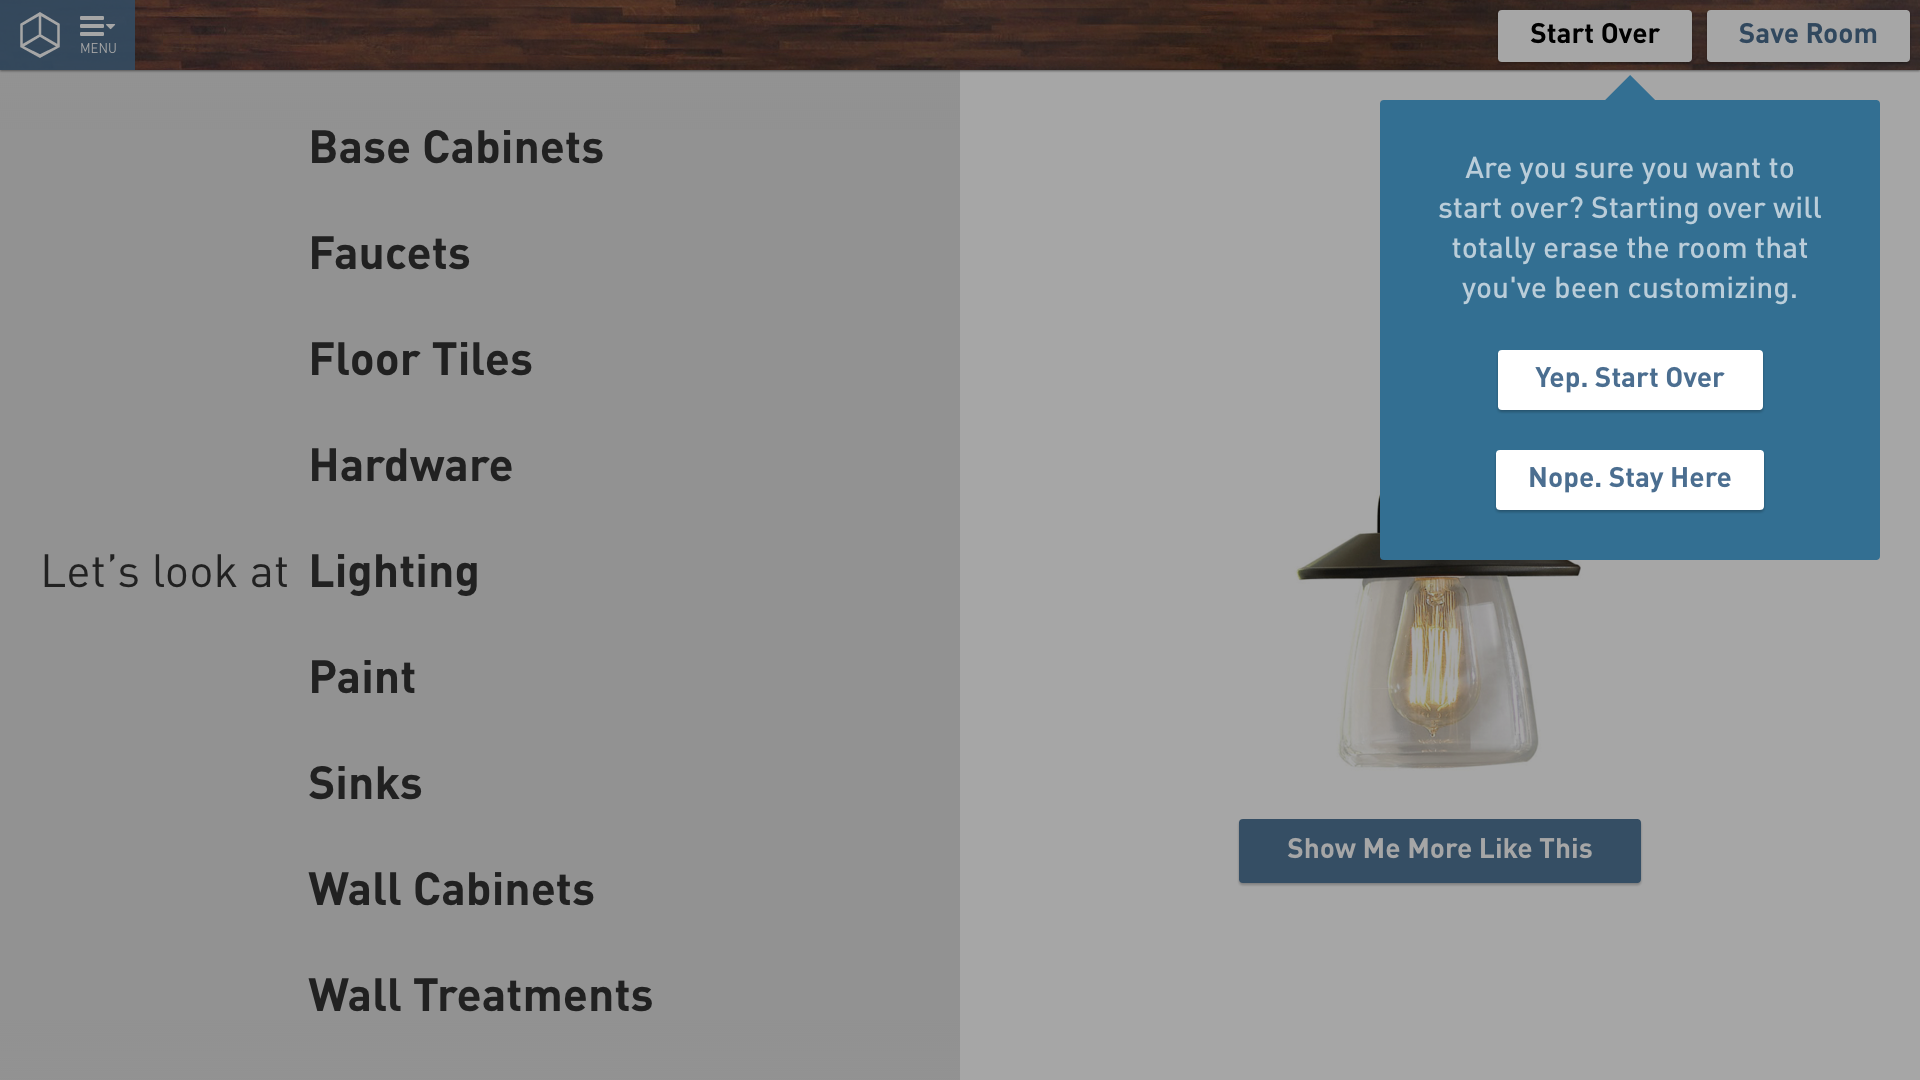 MENU
Start Over
Save Room
Base Cabinets
Faucets
Floor Tiles
Hardware
Let’s look at Lighting
Paint
Sinks
Wall Cabinets
Wall Treatments
Are you sure you want to
start over? Starting over will
totally erase the room that
you've been customizing.
Yep. Start Over
Nope. Stay Here
Show Me More Like This